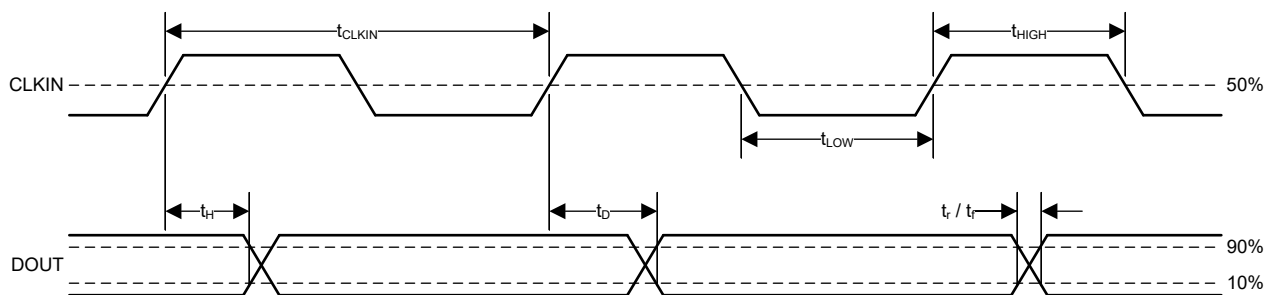 tCLKIN
tHIGH
CLKIN
50%
tLOW
tH
tD
tr / tf
90%
DOUT
10%